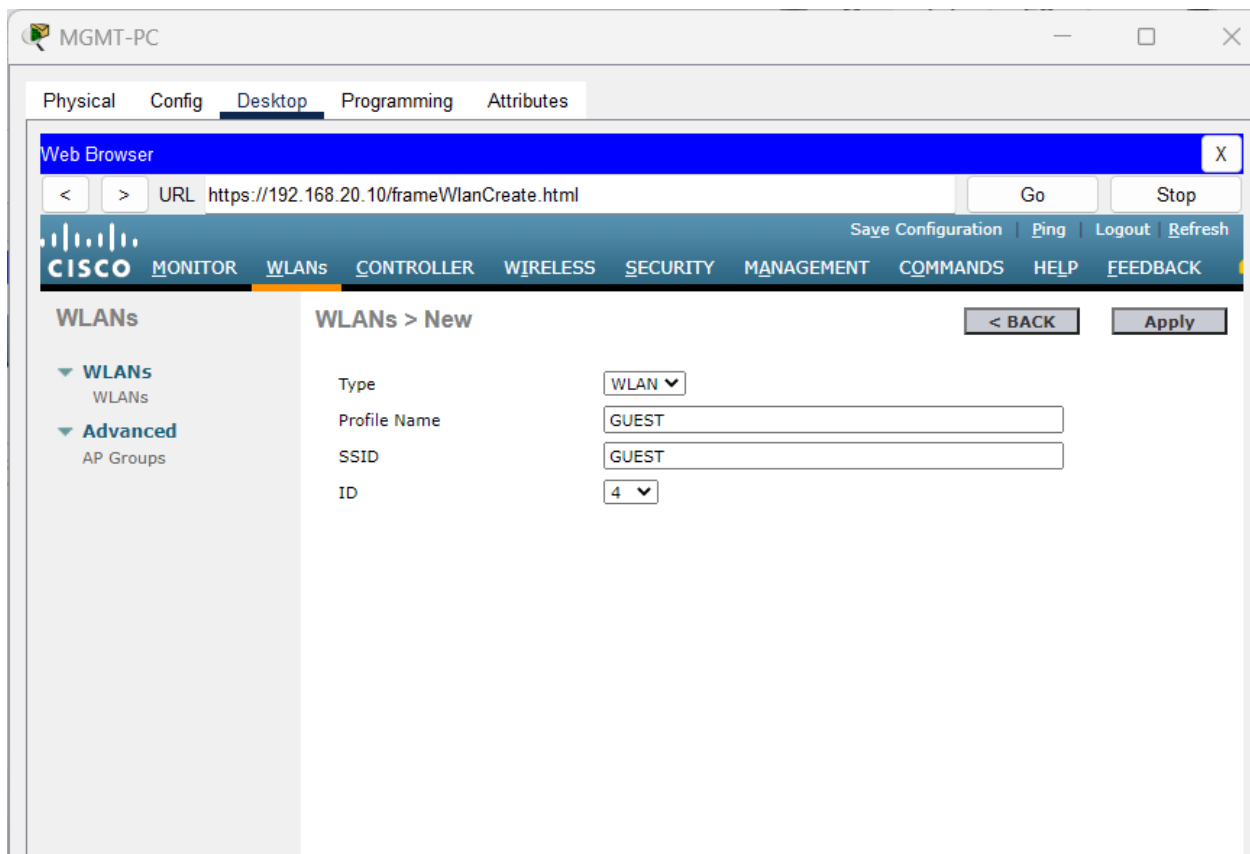 MGMT-PC
Physical Config Desktop Programming Attributes
Web Browser X
< > URL https://192.168.20.10/frameWlanCreate.html Go Stop
Save Configuration | Ping | Logout | Refresh
CISCO MONITOR WLANs CONTROLLER WIRELESS SECURITY MANAGEMENT COMMANDS HELP FEEDBACK
WLANs
WLANs
WLANs
Advanced
AP Groups
WLANs > New < BACK Apply
Type WLAN
Profile Name GUEST
SSID GUEST
ID 4